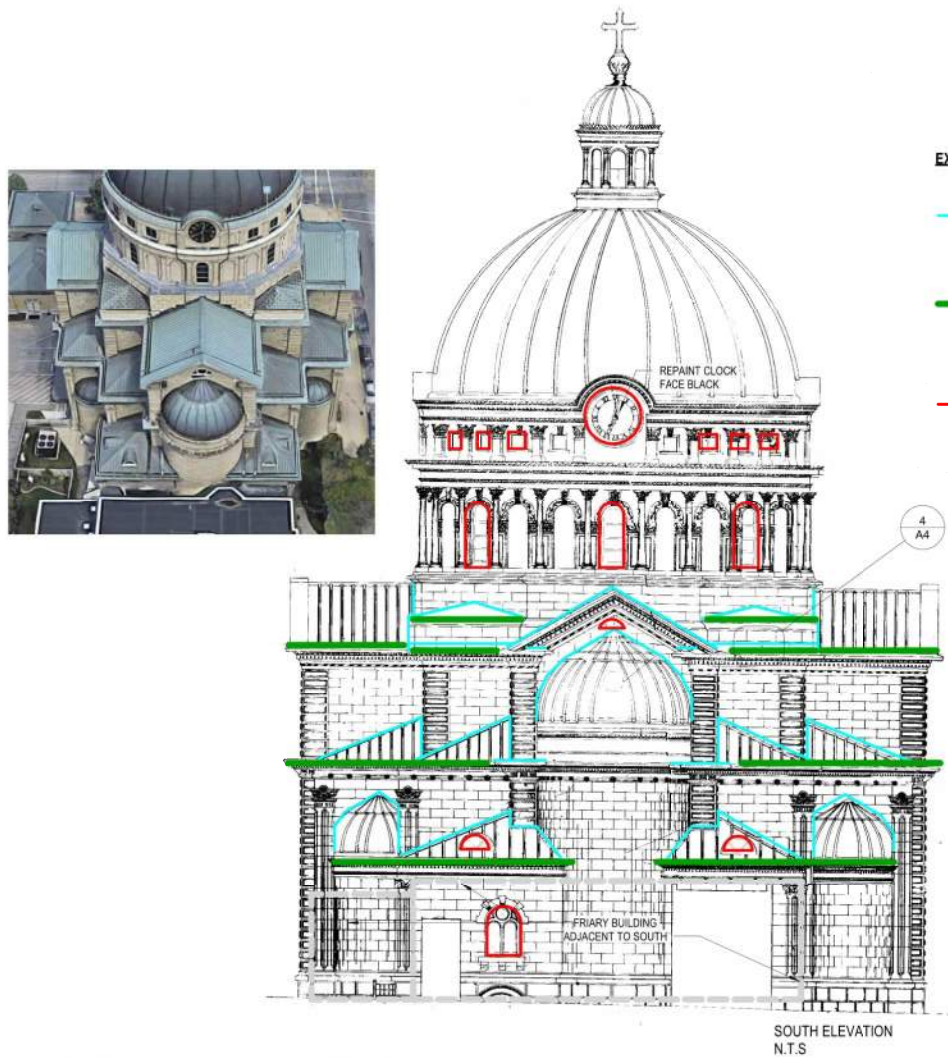 EX
REPAINT CLOCK
FACE BLACK
4
A4
FRIARY BUILDING
ADJACENT TO SOUTH
SOUTH ELEVATION
N.T.S